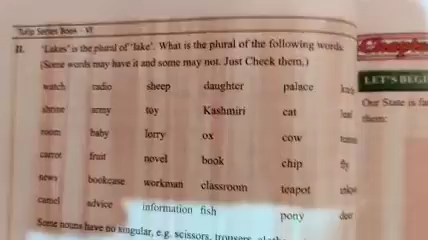 Tulip Series Book - VI
II. 'Lakes' is the plural of 'lake'. What is the plural of the following words
(Some words may have it and some may not. Just Check them.)
watch radio sheep daughter palace
shrine army toy Kashmiri cat leaf
room baby lorry ox cow
carrot fruit novel book chip fly
news bookcase workman classroom teapot
camel advice information fish pony deer
Some nouns have no singular, e.g. scissors, trousers,
LET'S BEGI
Our State is fa
them: